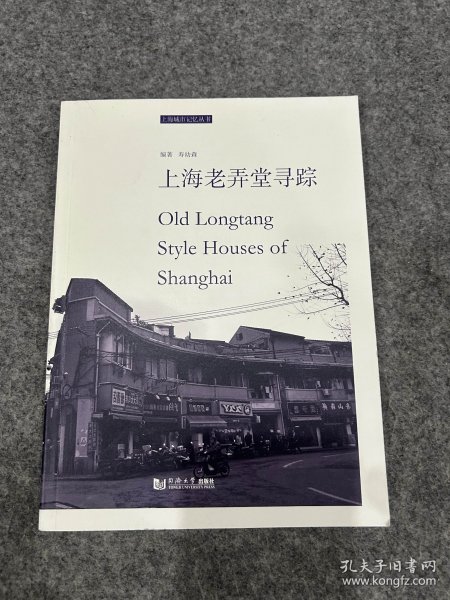 上海城市记忆丛书
编著 寿幼森
上海老弄堂寻踪
Old Longtang
Style Houses of
Shanghai
同济大学出版社
TONGJI UNIVERSITY PRESS
孔夫子旧书网
www.kongfz.com